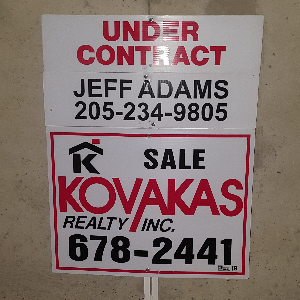 UNDER
CONTRACT
JEFF ADAMS
205-234-9805
SALE
KOVAKAS
REALTY INC.
678-2441